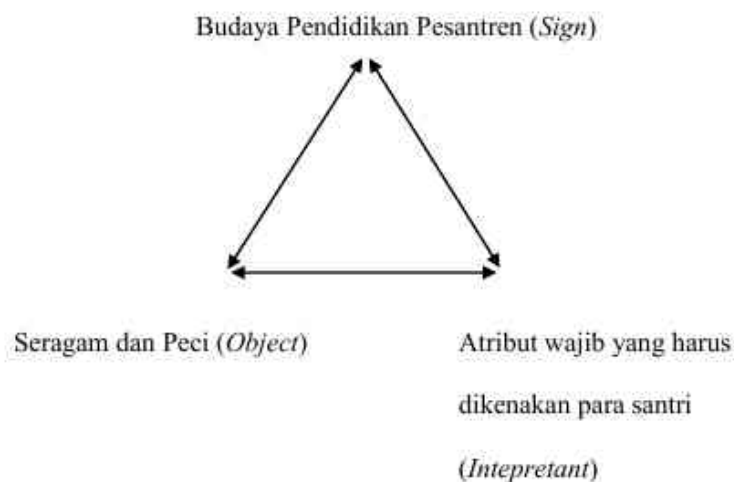 Budaya Pendidikan Pesantren (Sign)
Seragam dan Peci (Object)
Atribut wajib yang harus
dikenakan para santri
(Intepretant)